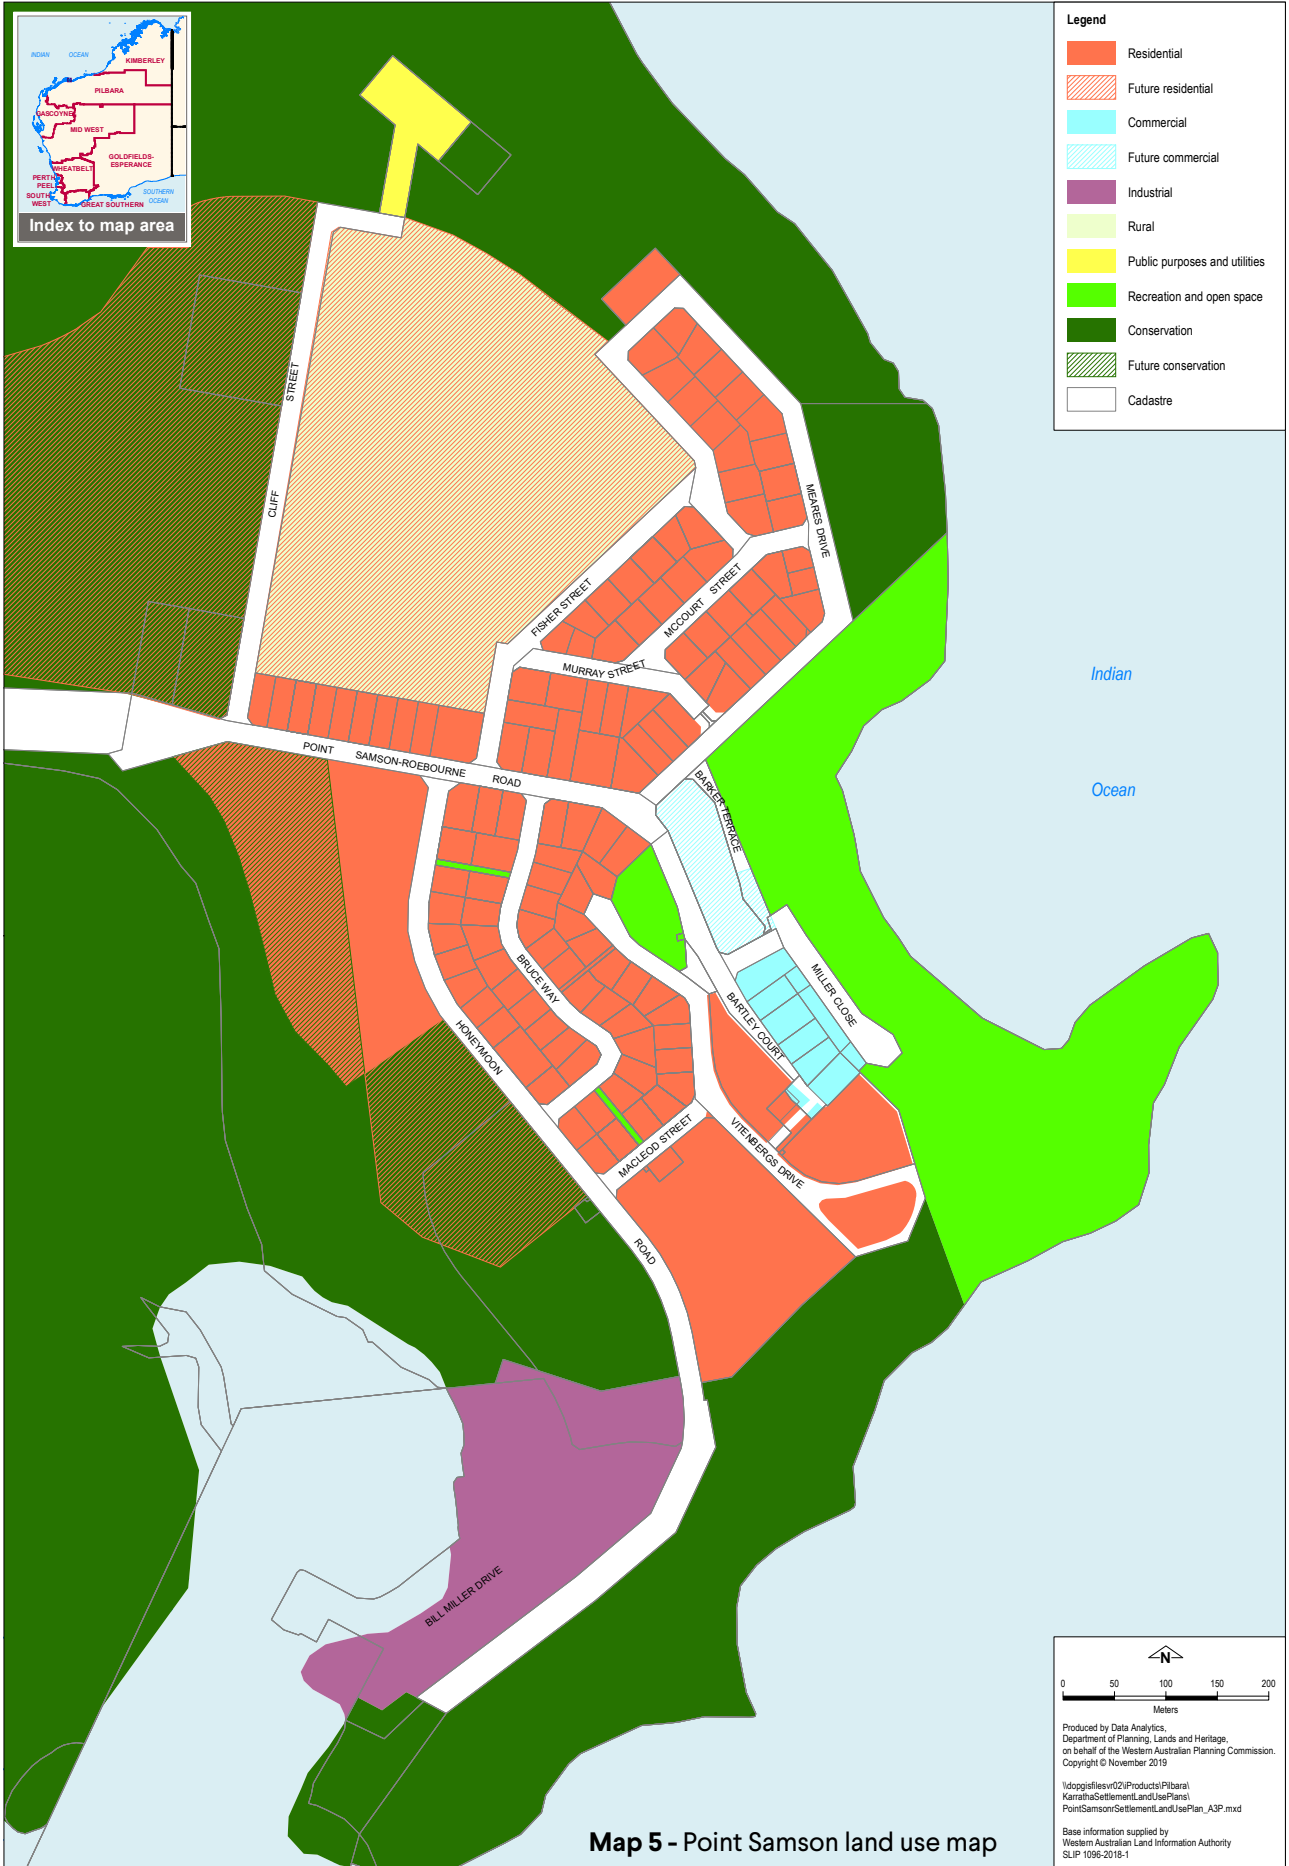 INDIAN OCEAN
KIMBERLEY
PILBARA
GASCOYNE
MID WEST
GOLDFIELDS-
ESPERANCE
WHEATBELT
PERTH
PEEL
SOUTH
WEST
GREAT SOUTHERN
SOUTHERN
OCEAN
Index to map area
Legend
Residential
Future residential
Commercial
Future commercial
Industrial
Rural
Public purposes and utilities
Recreation and open space
Conservation
Future conservation
Cadastre
CLIFF STREET
MEARES DRIVE
FISHER STREET
MCCOURT STREET
MURRAY STREET
POINT SAMSON-ROEBOURNE ROAD
BARKER TERRACE
Indian
Ocean
BRUCE WAY
MILLER CLOSE
BARTLEY COURT
HONEYMOON ROAD
MACLEOD STREET
VITENBERGS DRIVE
BILL MILLER DRIVE
N
0 50 100 150 200
Meters
Produced by Data Analytics,
Department of Planning, Lands and Heritage,
on behalf of the Western Australian Planning Commission.
Copyright © November 2019
\\dopgisfilesvr02\iProducts\Pilbara\
KarrathaSettlementLandUsePlans\
PointSamsonrSettlementLandUsePlan_A3P.mxd
Base information supplied by
Western Australian Land Information Authority
SLIP 1096-2018-1
Map 5 - Point Samson land use map